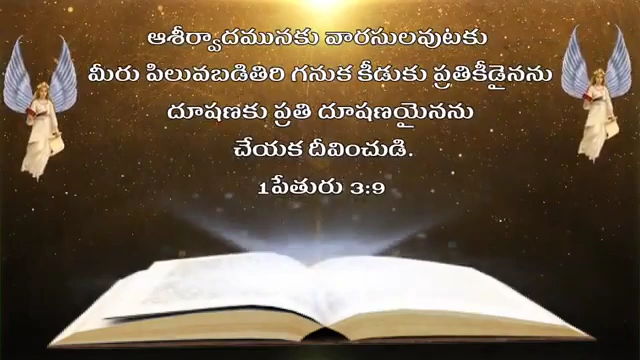 ఆశీర్వాదమునకు వారసులవుటకు
మీరు పిలువబడితిరి గనుక కీడుకు ప్రతికీడైనను
దూషణకు ప్రతి దూషణయైనను
చేయక దీవించుడి.
1పేతురు 3:9